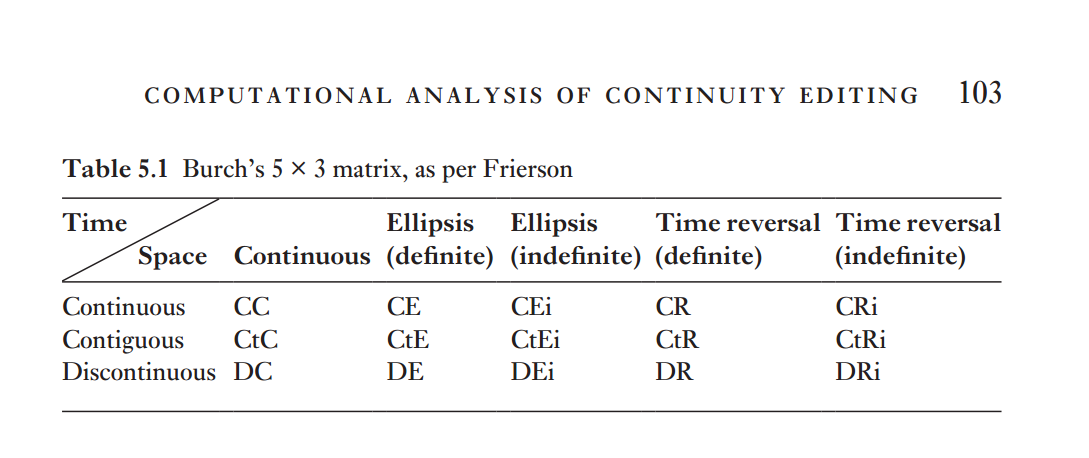 COMPUTATIONAL ANALYSIS OF CONTINUITY EDITING 103
Table 5.1 Burch's 5 × 3 matrix, as per Frierson
Time Ellipsis Ellipsis Time reversal Time reversal
Space Continuous (definite) (indefinite) (definite) (indefinite)
Continuous CC CE CEi CR CRi
Contiguous CtC CtE CtEi CtR CtRi
Discontinuous DC DE DEi DR DRi